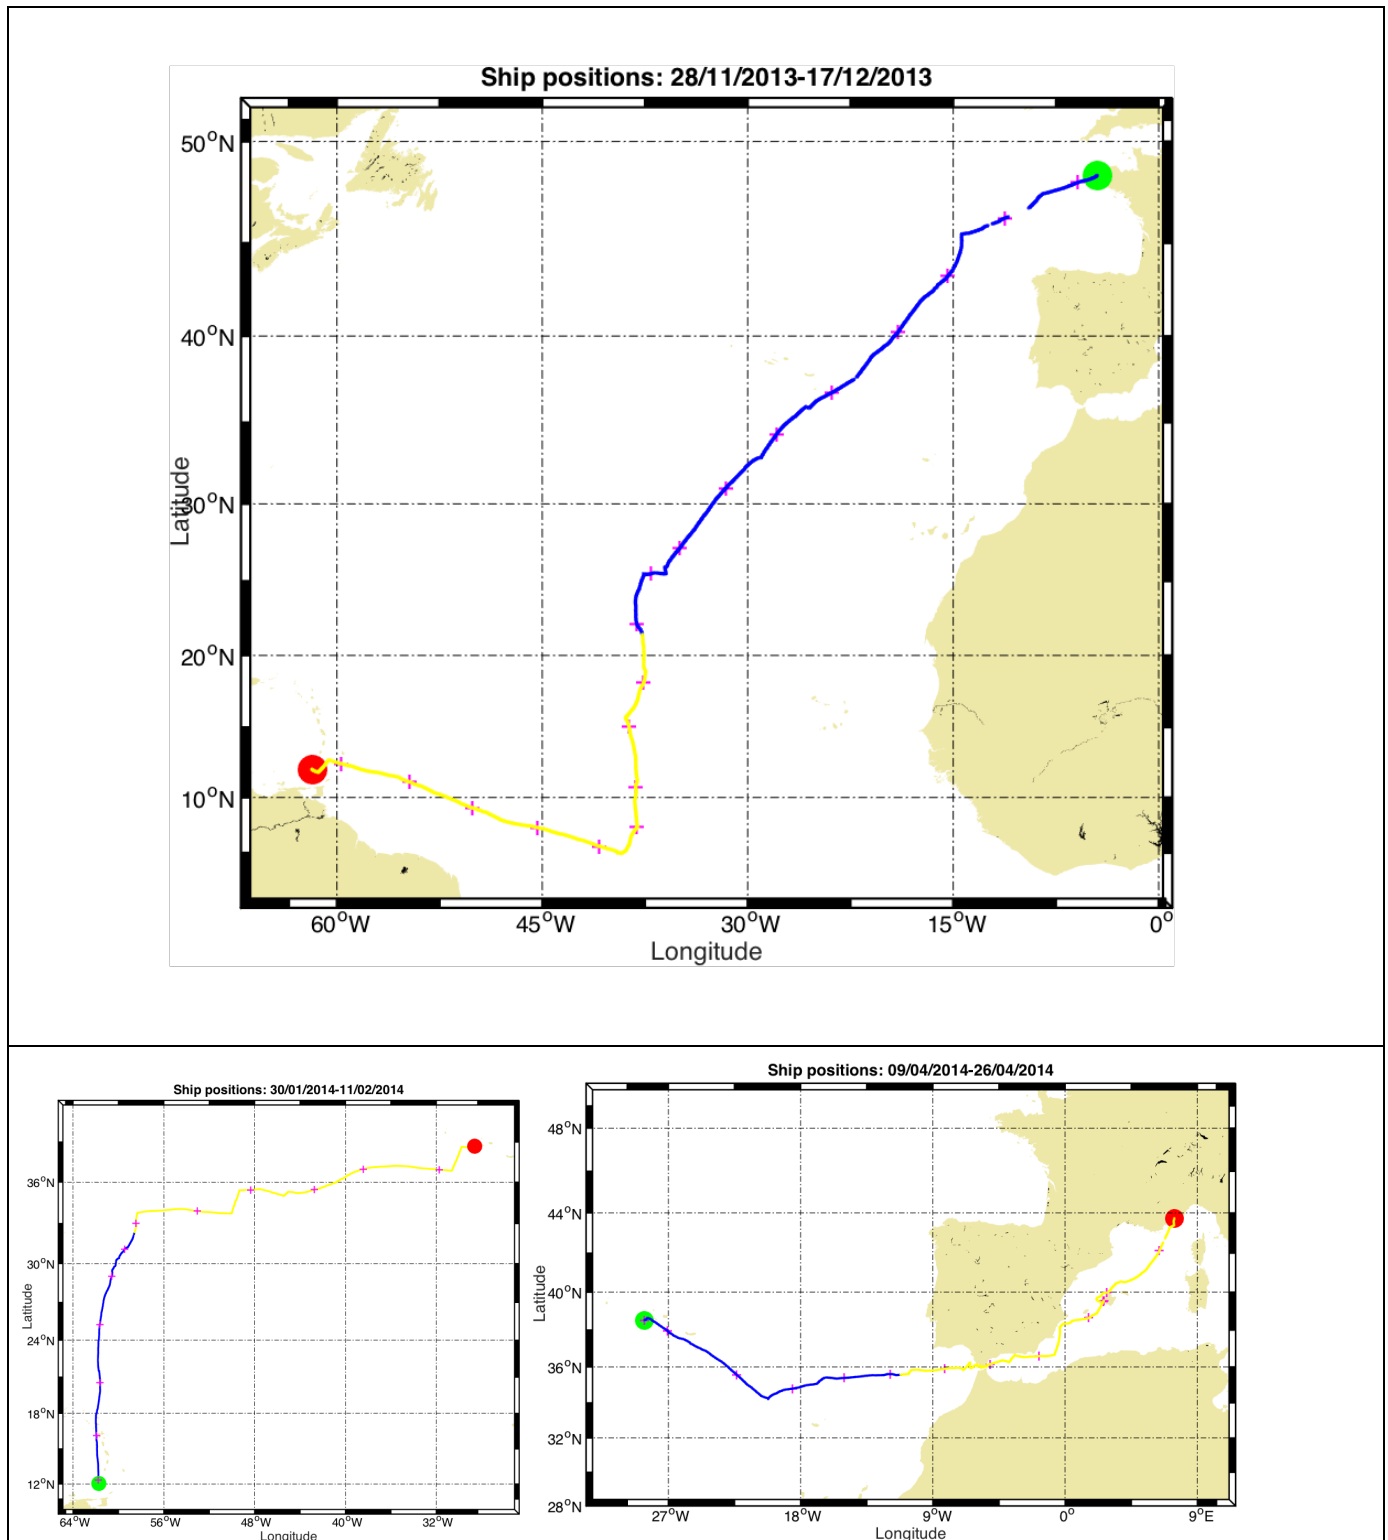 Ship positions: 28/11/2013-17/12/2013
50°N
40°N
30°N
20°N
10°N
Latitude
60°W 45°W 30°W 15°W 0°
Longitude
Ship positions: 30/01/2014-11/02/2014
36°N
30°N
24°N
18°N
12°N
Latitude
64°W 56°W 48°W 40°W 32°W
Longitude
Ship positions: 09/04/2014-26/04/2014
48°N
44°N
40°N
36°N
32°N
28°N
Latitude
27°W 18°W 9°W 0° 9°E
Longitude